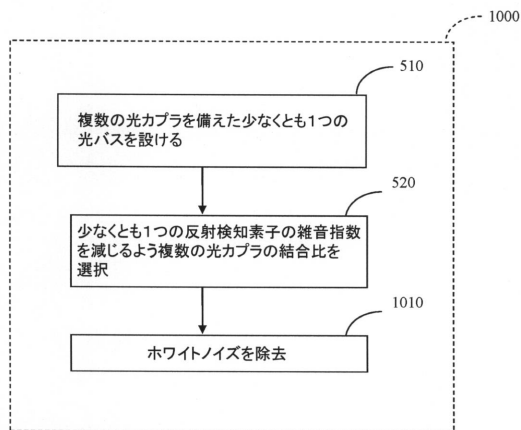 1000
510
複数の光カプラを備えた少なくとも1つの
光バスを設ける
520
少なくとも1つの反射検知素子の雑音指数
を減じるよう複数の光カプラの結合比を
選択
1010
ホワイトノイズを除去